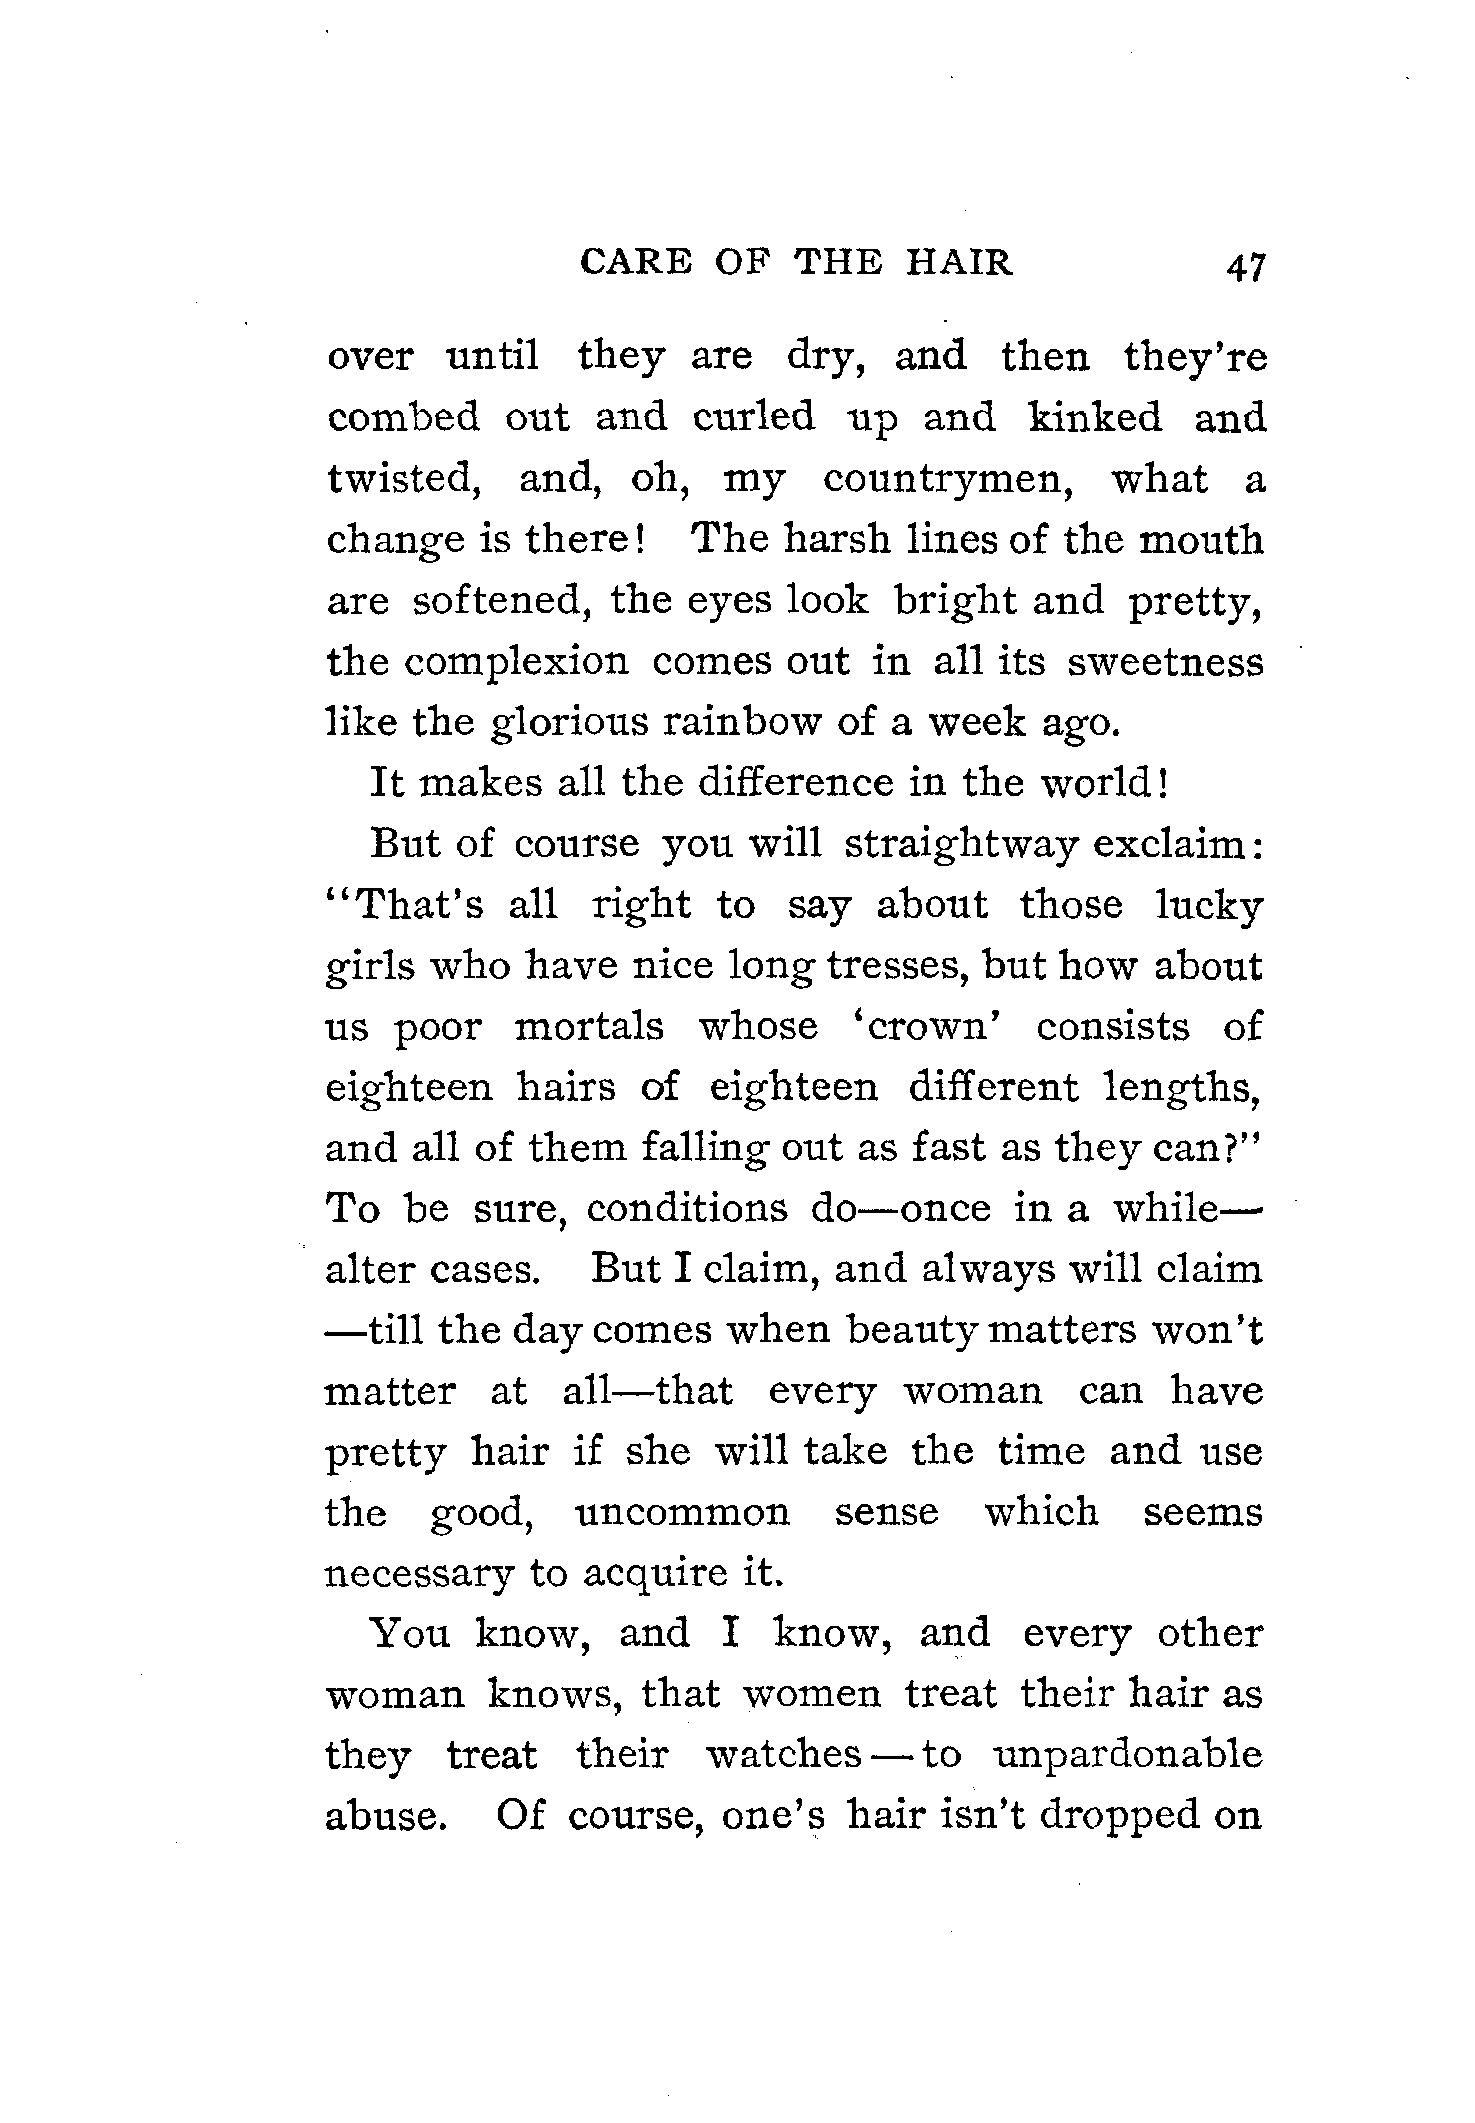 CARE OF THE HAIR 47
over until they are dry, and then they're
combed out and curled up and kinked and
twisted, and, oh, my countrymen, what a
change is there! The harsh lines of the mouth
are softened, the eyes look bright and pretty,
the complexion comes out in all its sweetness
like the glorious rainbow of a week ago.
It makes all the difference in the world!
But of course you will straightway exclaim:
"That's all right to say about those lucky
girls who have nice long tresses, but how about
us poor mortals whose 'crown' consists of
eighteen hairs of eighteen different lengths,
and all of them falling out as fast as they can?"
To be sure, conditions do—once in a while—
alter cases. But I claim, and always will claim
—till the day comes when beauty matters won't
matter at all—that every woman can have
pretty hair if she will take the time and use
the good, uncommon sense which seems
necessary to acquire it.
You know, and I know, and every other
woman knows, that women treat their hair as
they treat their watches—to unpardonable
abuse. Of course, one's hair isn't dropped on